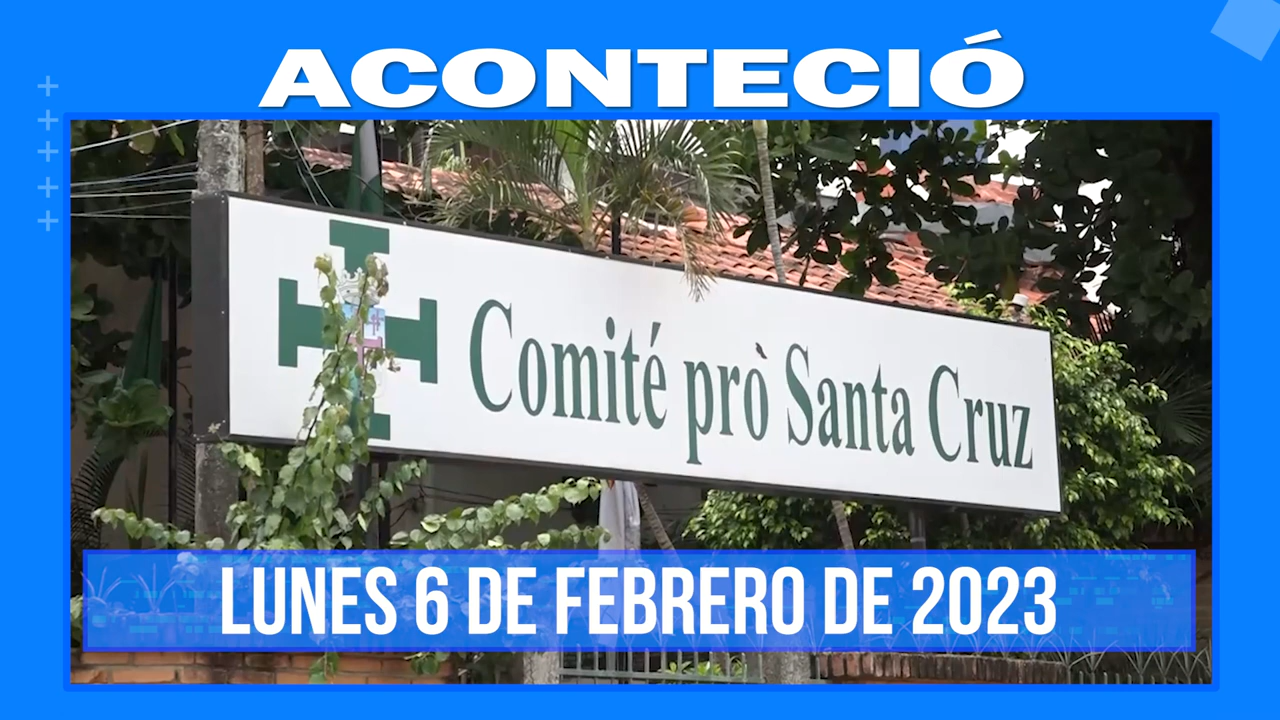 ACONTECIÓ
Comité prò Santa Cruz
LUNES 6 DE FEBRERO DE 2023